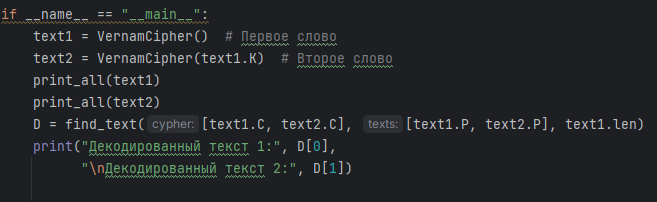 if __name__ == "__main__":
    text1 = VernamCipher()  # Первое слово
    text2 = VernamCipher(text1.K)  # Второе слово
    print_all(text1)
    print_all(text2)
    D = find_text( cypher: [text1.C, text2.C],  texts: [text1.P, text2.P], text1.len)
    print("Декодированный текст 1:", D[0],
          "\nДекодированный текст 2:", D[1])